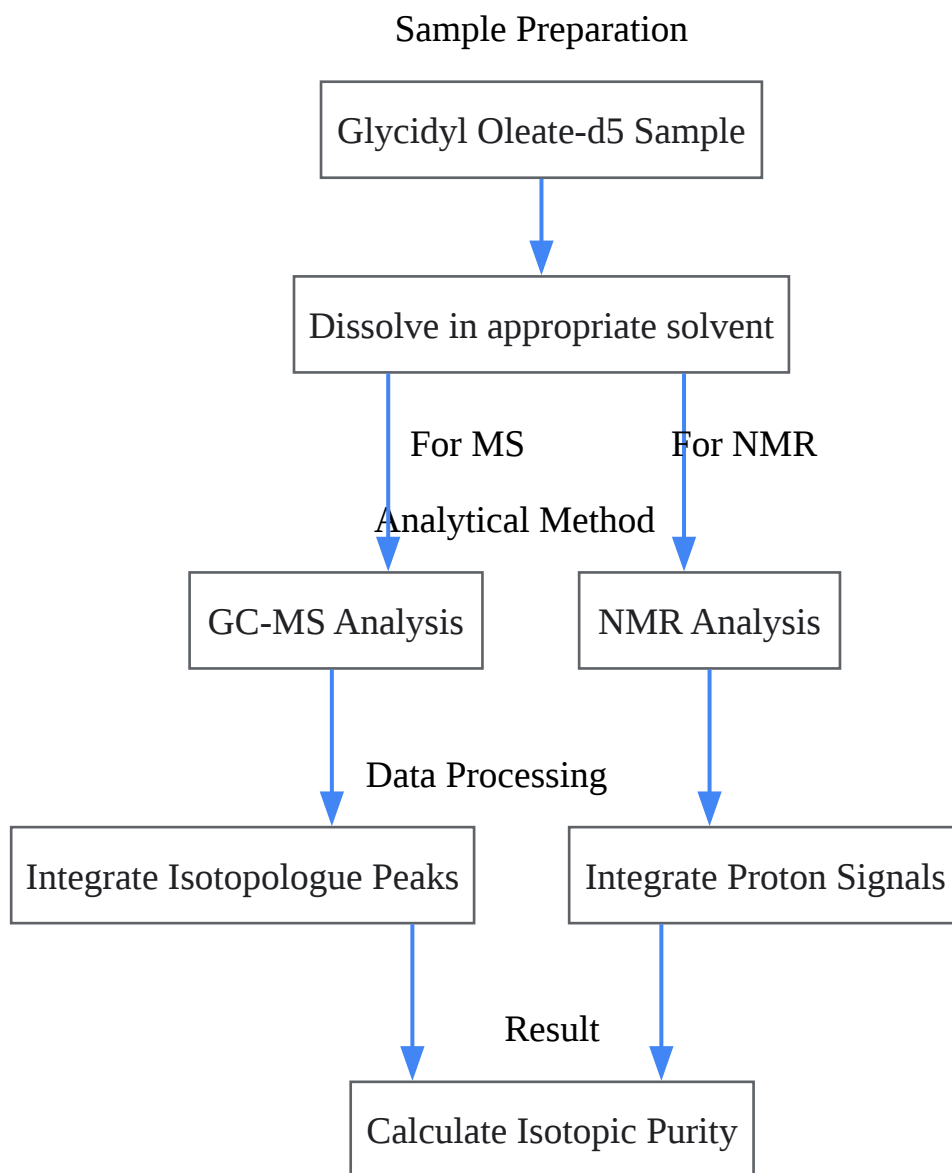 Sample Preparation
Glycidyl Oleate-d5 Sample
Dissolve in appropriate solvent
For MS
For NMR
Analytical Method
GC-MS Analysis
NMR Analysis
Data Processing
Integrate Isotopologue Peaks
Integrate Proton Signals
Result
Calculate Isotopic Purity